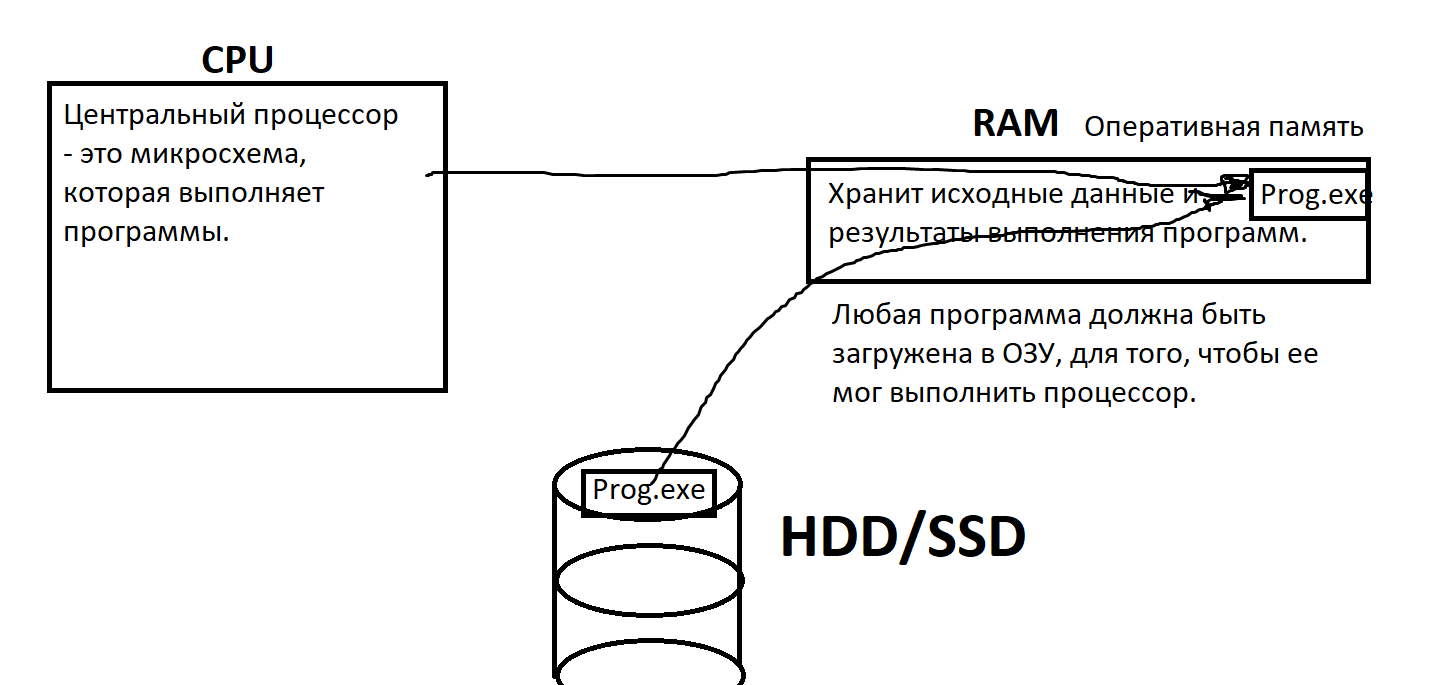 CPU
Центральный процессор
- это микросхема,
которая выполняет
программы.
RAM Оперативная память
Хранит исходные данные и
результаты выполнения программ.
Prog.exe
Любая программа должна быть
загружена в ОЗУ, для того, чтобы ее
мог выполнить процессор.
Prog.exe
HDD/SSD